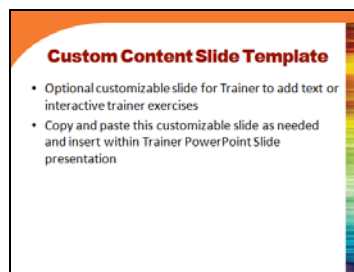 Custom Content Slide Template
• Optional customizable slide for Trainer to add text or
interactive trainer exercises
• Copy and paste this customizable slide as needed
and insert within Trainer PowerPoint Slide
presentation